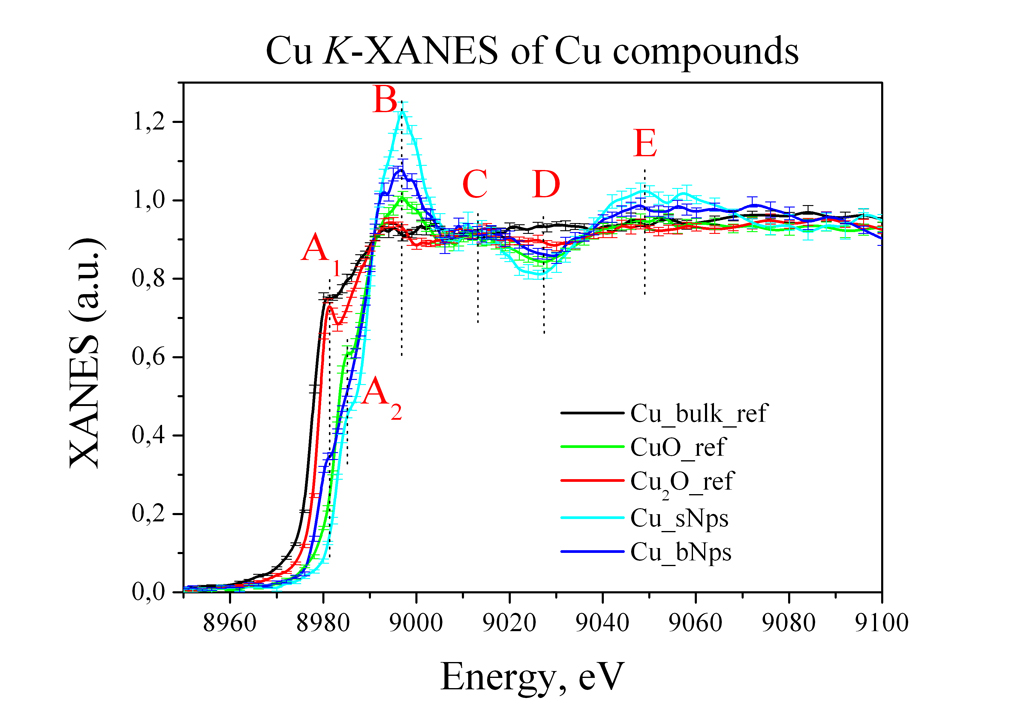 Cu K-XANES of Cu compounds
XANES (a.u.)
1,2
1,0
0,8
0,6
0,4
0,2
0,0
B
C
D
E
A₁
A₂
Cu_bulk_ref
CuO_ref
Cu₂O_ref
Cu_sNps
Cu_bNps
8960 8980 9000 9020 9040 9060 9080 9100
Energy, eV